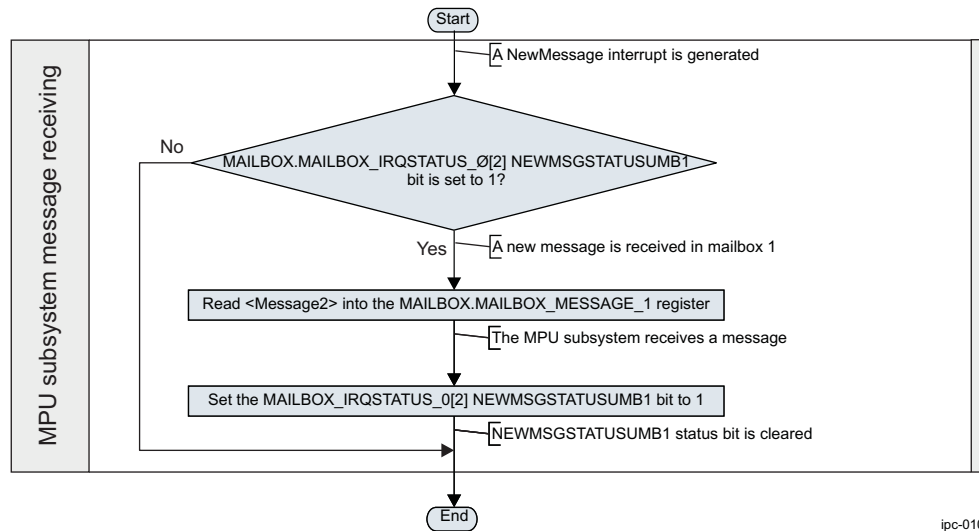 Start
A NewMessage interrupt is generated
MPU subsystem message receiving
No
MAILBOX.MAILBOX_IRQSTATUS_Ø[2] NEWMSGSTATUSUMB1
bit is set to 1?
Yes
A new message is received in mailbox 1
Read <Message2> into the MAILBOX.MAILBOX_MESSAGE_1 register
The MPU subsystem receives a message
Set the MAILBOX_IRQSTATUS_0[2] NEWMSGSTATUSUMB1 bit to 1
NEWMSGSTATUSUMB1 status bit is cleared
End